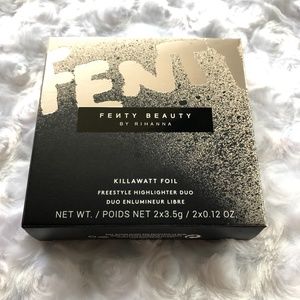 FENTY
FENTY BEAUTY
BY RIHANNA
KILLAWATT FOIL
FREESTYLE HIGHLIGHTER DUO
DUO ENLUMINEUR LIBRE
NET WT. / POIDS NET 2x3.5g / 2x0.12 OZ.